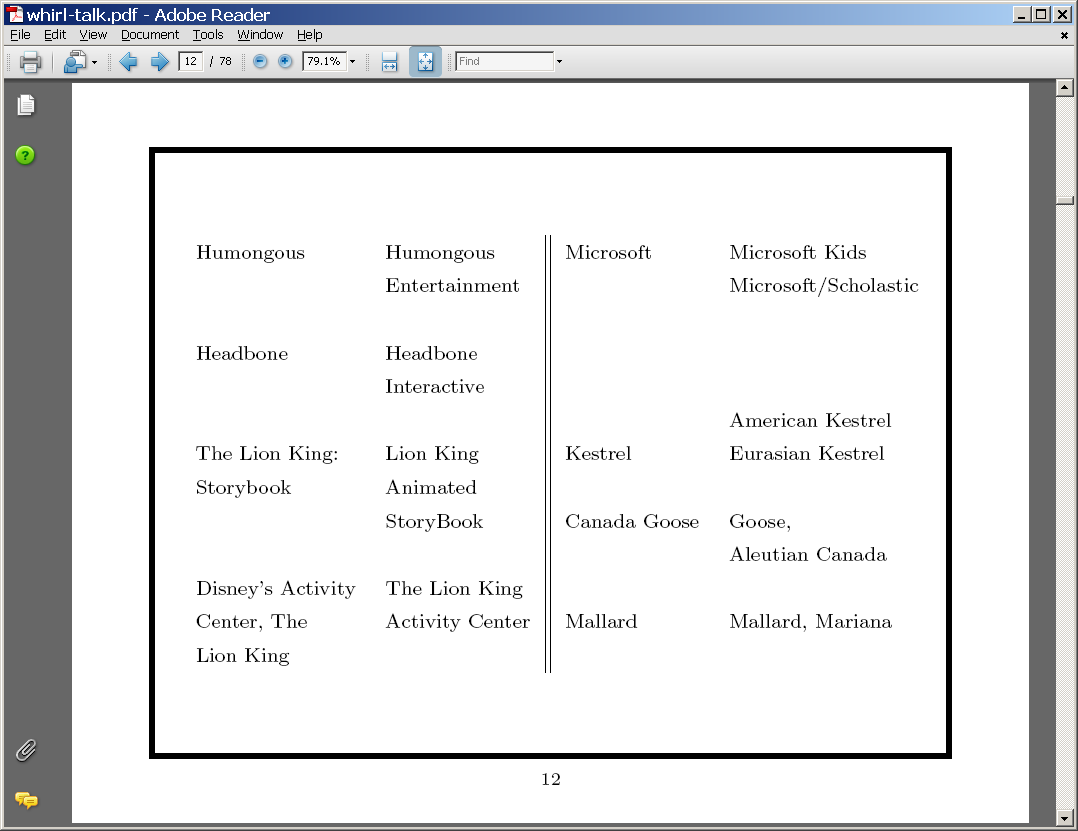 whirl-talk.pdf - Adobe Reader
File Edit View Document Tools Window Help
12 / 78 79.1% Find
Humongous Humongous Microsoft Microsoft Kids
Entertainment Microsoft/Scholastic
Headbone Headbone
Interactive
American Kestrel
The Lion King: Lion King Kestrel Eurasian Kestrel
Storybook Animated
StoryBook Canada Goose Goose,
Aleutian Canada
Disney's Activity The Lion King
Center, The Activity Center Mallard Mallard, Mariana
Lion King
12